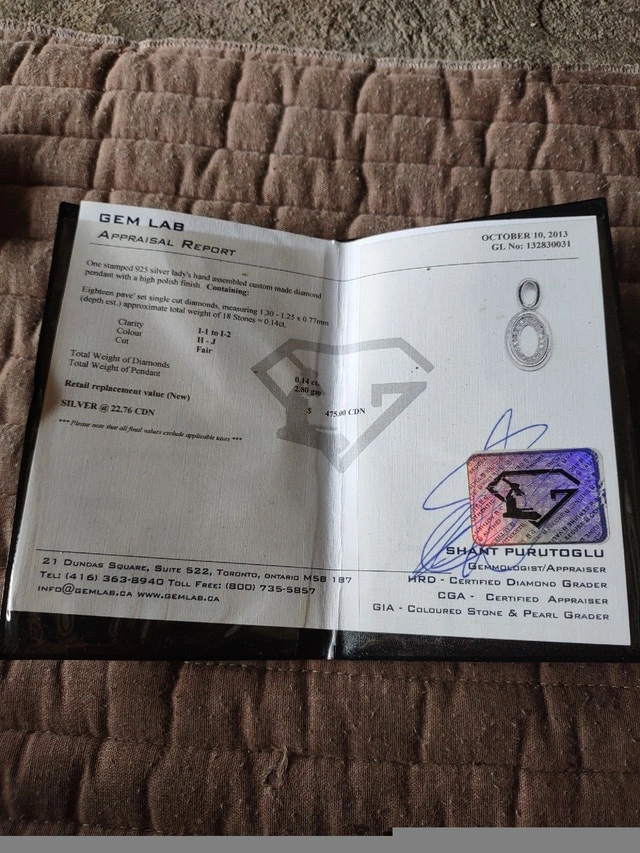 GEM LAB
APPRAISAL REPORT
One stamped 925 silver lady's hand assembled custom made diamond
pendant with a high polish finish. Containing:
Eighteen pave' set single cut diamonds, measuring 1.30 - 1.25 x 0.77mm
(depth est.) approximate total weight of 18 Stones = 0.14ct.
Clarity I-1 to I-2
Colour H - J
Cut Fair
Total Weight of Diamonds 0.14 ct.
Total Weight of Pendant 2.80 gm
Retail replacement value (New) $ 475.00 CDN
SILVER @ 22.76 CDN
*** Please note that all final values exclude applicable taxes ***
21 DUNDAS SQUARE, SUITE 522, TORONTO, ONTARIO M5B 1B7
TEL: (416) 363-8940 TOLL FREE: (800) 735-5857
INFO@GEMLAB.CA WWW.GEMLAB.CA
OCTOBER 10, 2013
GL No: 132830031
SHANT PURUTOGLU
GEMMOLOGIST/APPRAISER
HRD - CERTIFIED DIAMOND GRADER
CGA - CERTIFIED APPRAISER
GIA - COLOURED STONE & PEARL GRADER